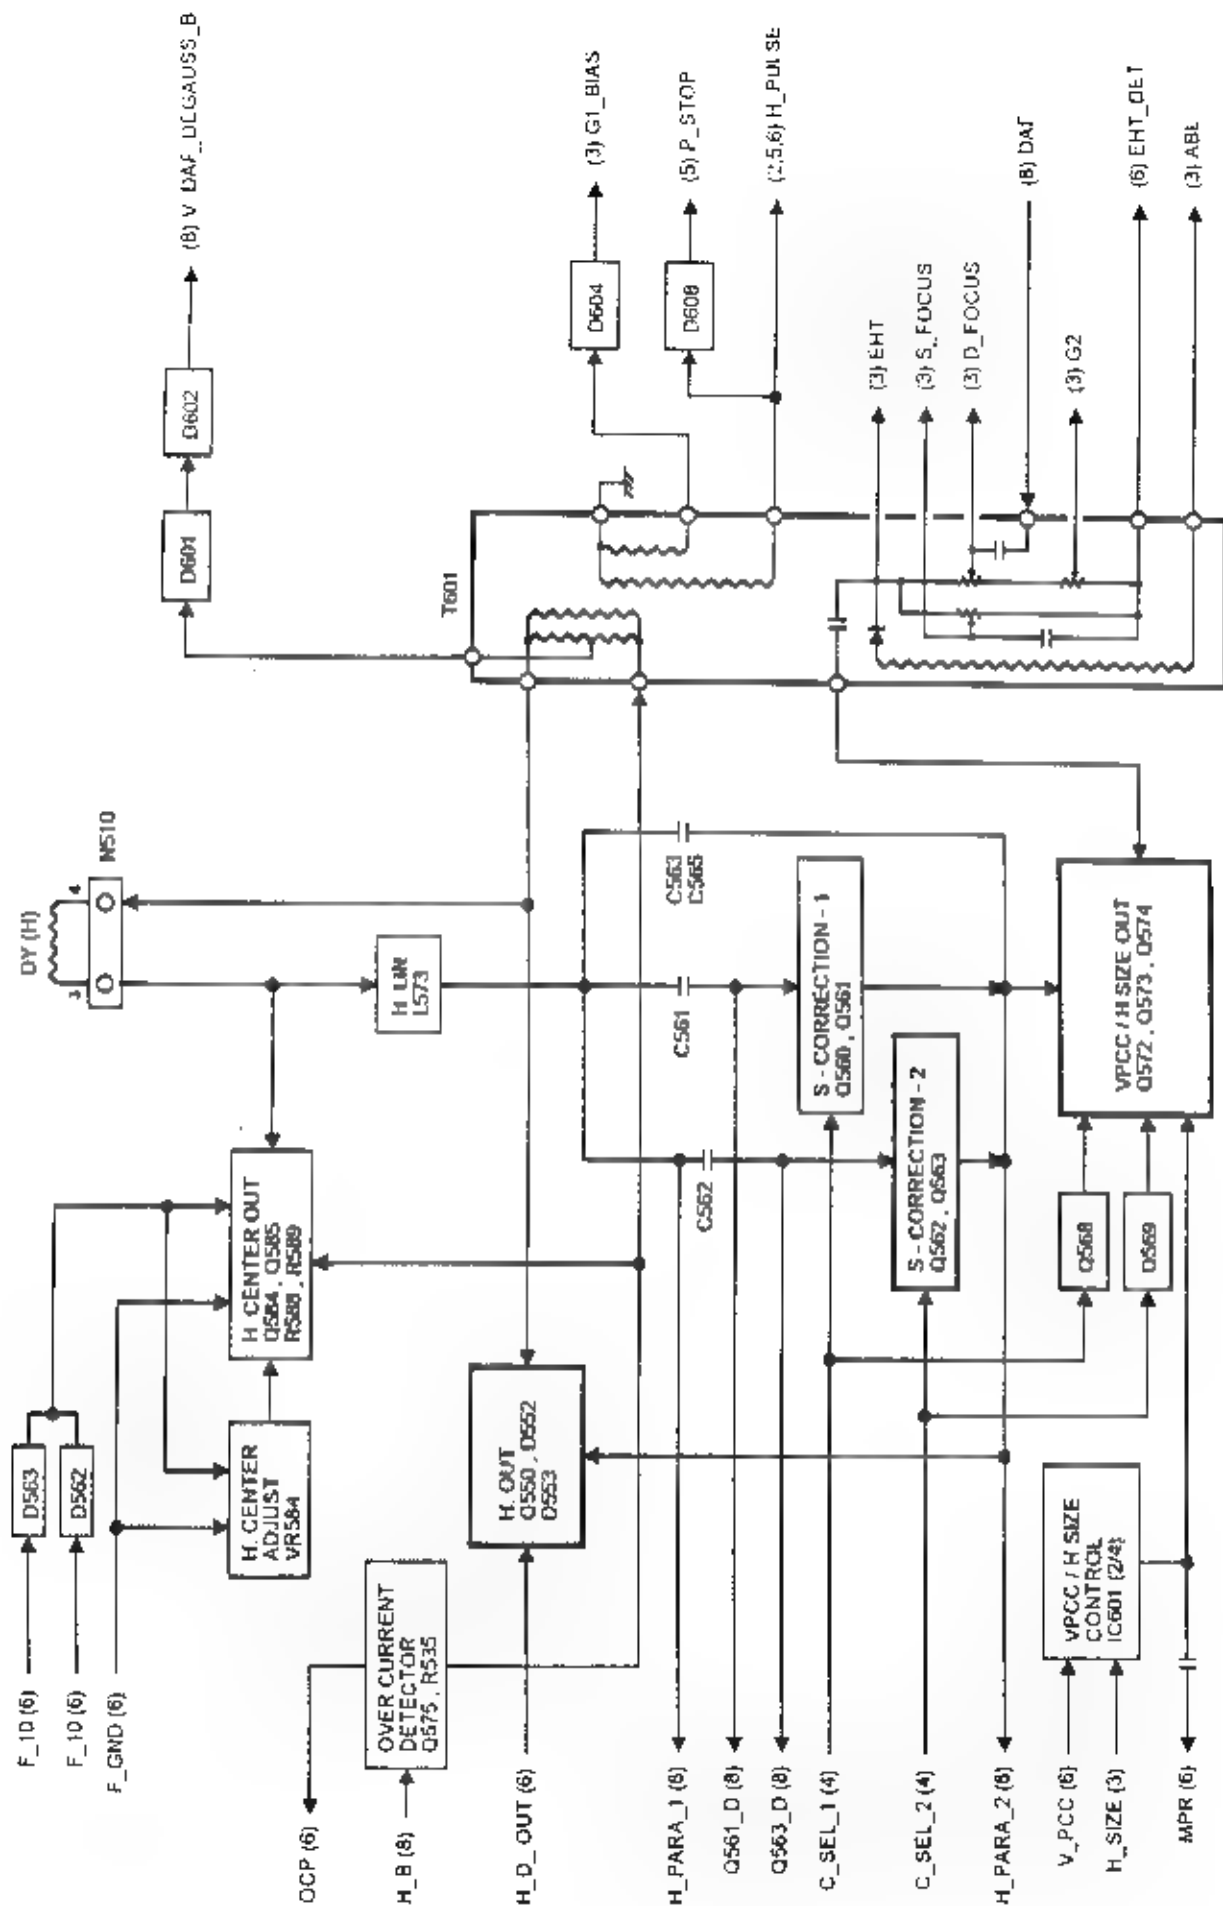 F_10 (6)
F_10 (6)
F_GND (6)
OCP (6)
H_B (8)
H_D_OUT (6)
H_PARA_1 (8)
Q561_D (8)
Q563_D (8)
C_SEL_1 (4)
C_SEL_2 (4)
H_PARA_2 (8)
V_PCC (6)
H_SIZE (3)
MPR (6)
D563
D562
H. CENTER
ADJUST
VR584
H. CENTER OUT
Q584 , Q585
R588 , R589
OVER CURRENT
DETECTOR
Q575 , R535
H. OUT
Q550 , D552
D553
DY (H)
3
4
N510
H. LIN
L573
C563
C565
C561
C562
S - CORRECTION - 1
Q560 , Q561
S - CORRECTION - 2
Q562 , Q563
Q568
Q569
VPCC / H SIZE
CONTROL
IC601 (2/4)
VPCC / H SIZE OUT
Q572 , Q573 , Q574
T601
D601
D602
D604
D608
(8) V_DAF_DEGAUSS_B
(3) G1_BIAS
(5) P_STOP
(2,5,6) H_PULSE
(3) EHT
(3) S_FOCUS
(3) D_FOCUS
(8) DAF
(3) G2
(6) EHT_DET
(3) ABL